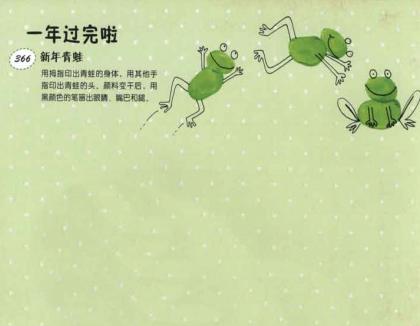 一年过完啦
366 新年青蛙
用拇指印出青蛙的身体，用其他手
指印出青蛙的头。颜料变干后，用
黑颜色的笔画出眼睛、嘴巴和腿。